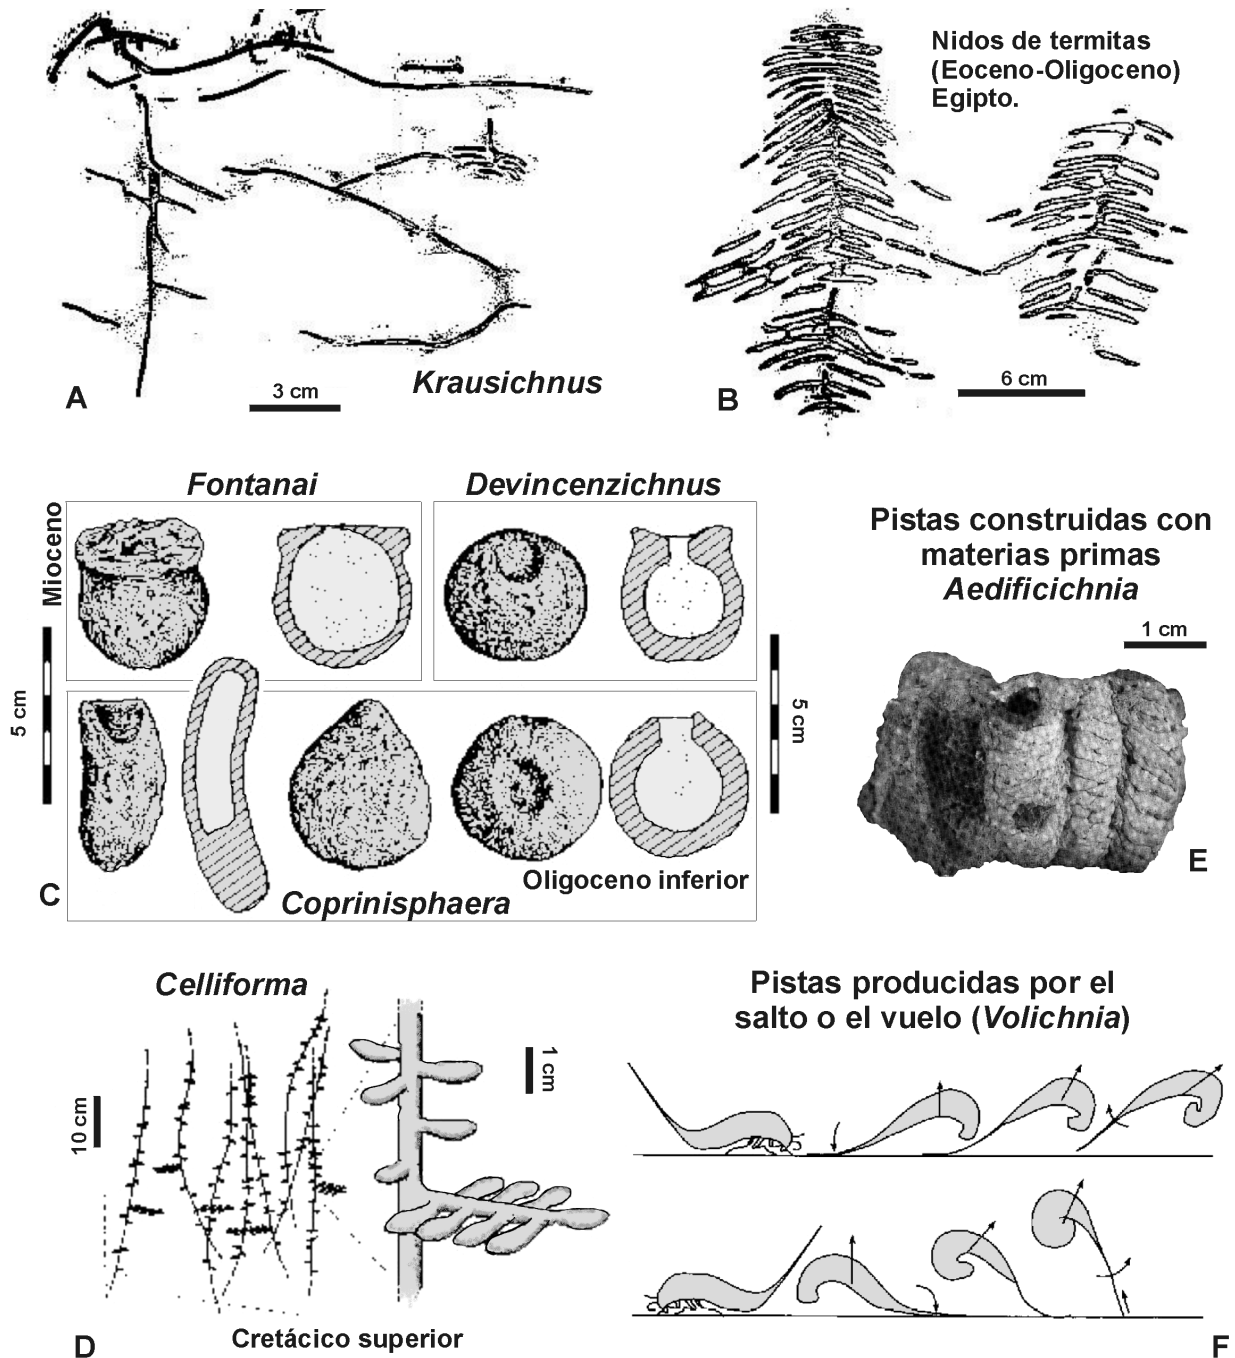 Nidos de termitas
(Eoceno-Oligoceno)
Egipto.
A
3 cm
Krausichnus
B
6 cm
Fontanai
Devincenzichnus
Mioceno
5 cm
5 cm
C
Coprinisphaera
Oligoceno inferior
Pistas construidas con
materias primas
Aedificichnia
1 cm
E
Celliforma
10 cm
1 cm
D
Cretácico superior
Pistas producidas por el
salto o el vuelo (Volichnia)
F